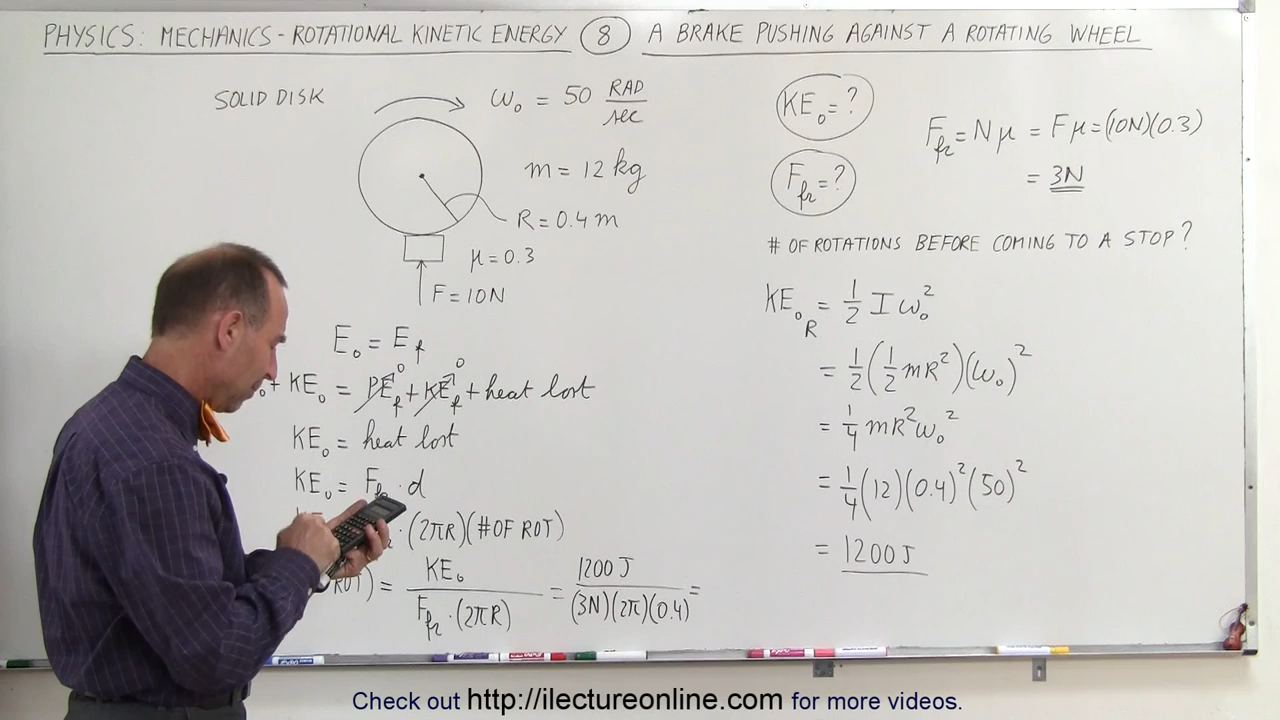 PHYSICS: MECHANICS - ROTATIONAL KINETIC ENERGY 8 A BRAKE PUSHING AGAINST A ROTATING WHEEL
SOLID DISK
ω₀ = 50 RAD/sec
m = 12 kg
R = 0.4 m
μ = 0.3
F = 10N
E₀ = E_f
+ KE₀ = PE_f⁰ + KE_f⁰ + heat lost
KE₀ = heat lost
KE₀ = F_fr · d
· (2πR)(# OF ROT)
ROT) = KE₀ / F_fr · (2πR) = 1200 J / (3N)(2π)(0.4) =
KE₀ = ?
F_fr = ?
F_fr = Nμ = Fμ = (10N)(0.3)
= 3N
# OF ROTATIONS BEFORE COMING TO A STOP?
KE₀_R = 1/2 I ω₀²
= 1/2 (1/2 mR²)(ω₀)²
= 1/4 mR²ω₀²
= 1/4 (12)(0.4)²(50)²
= 1200 J
Check out http://ilectureonline.com for more videos.